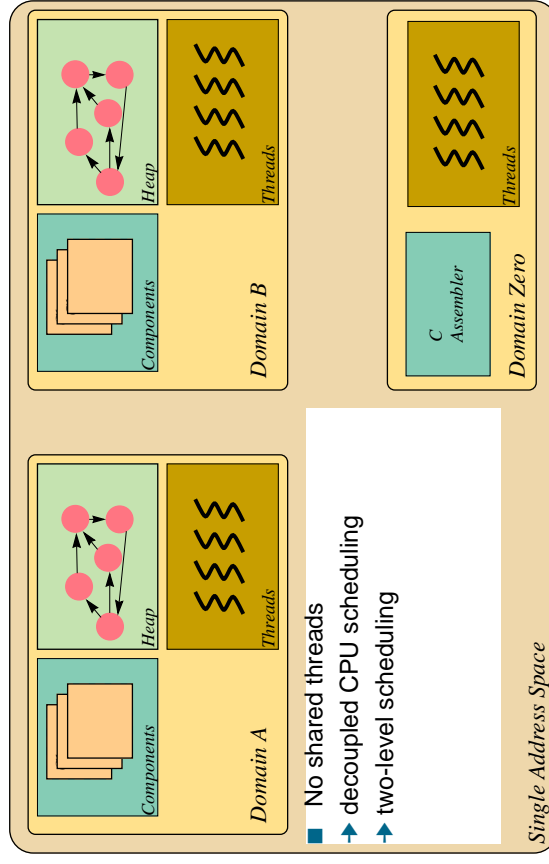 Components
Heap
Threads
Domain A
Components
Heap
Threads
Domain B
■ No shared threads
➔ decoupled CPU scheduling
➔ two-level scheduling
C
Assembler
Threads
Domain Zero
Single Address Space